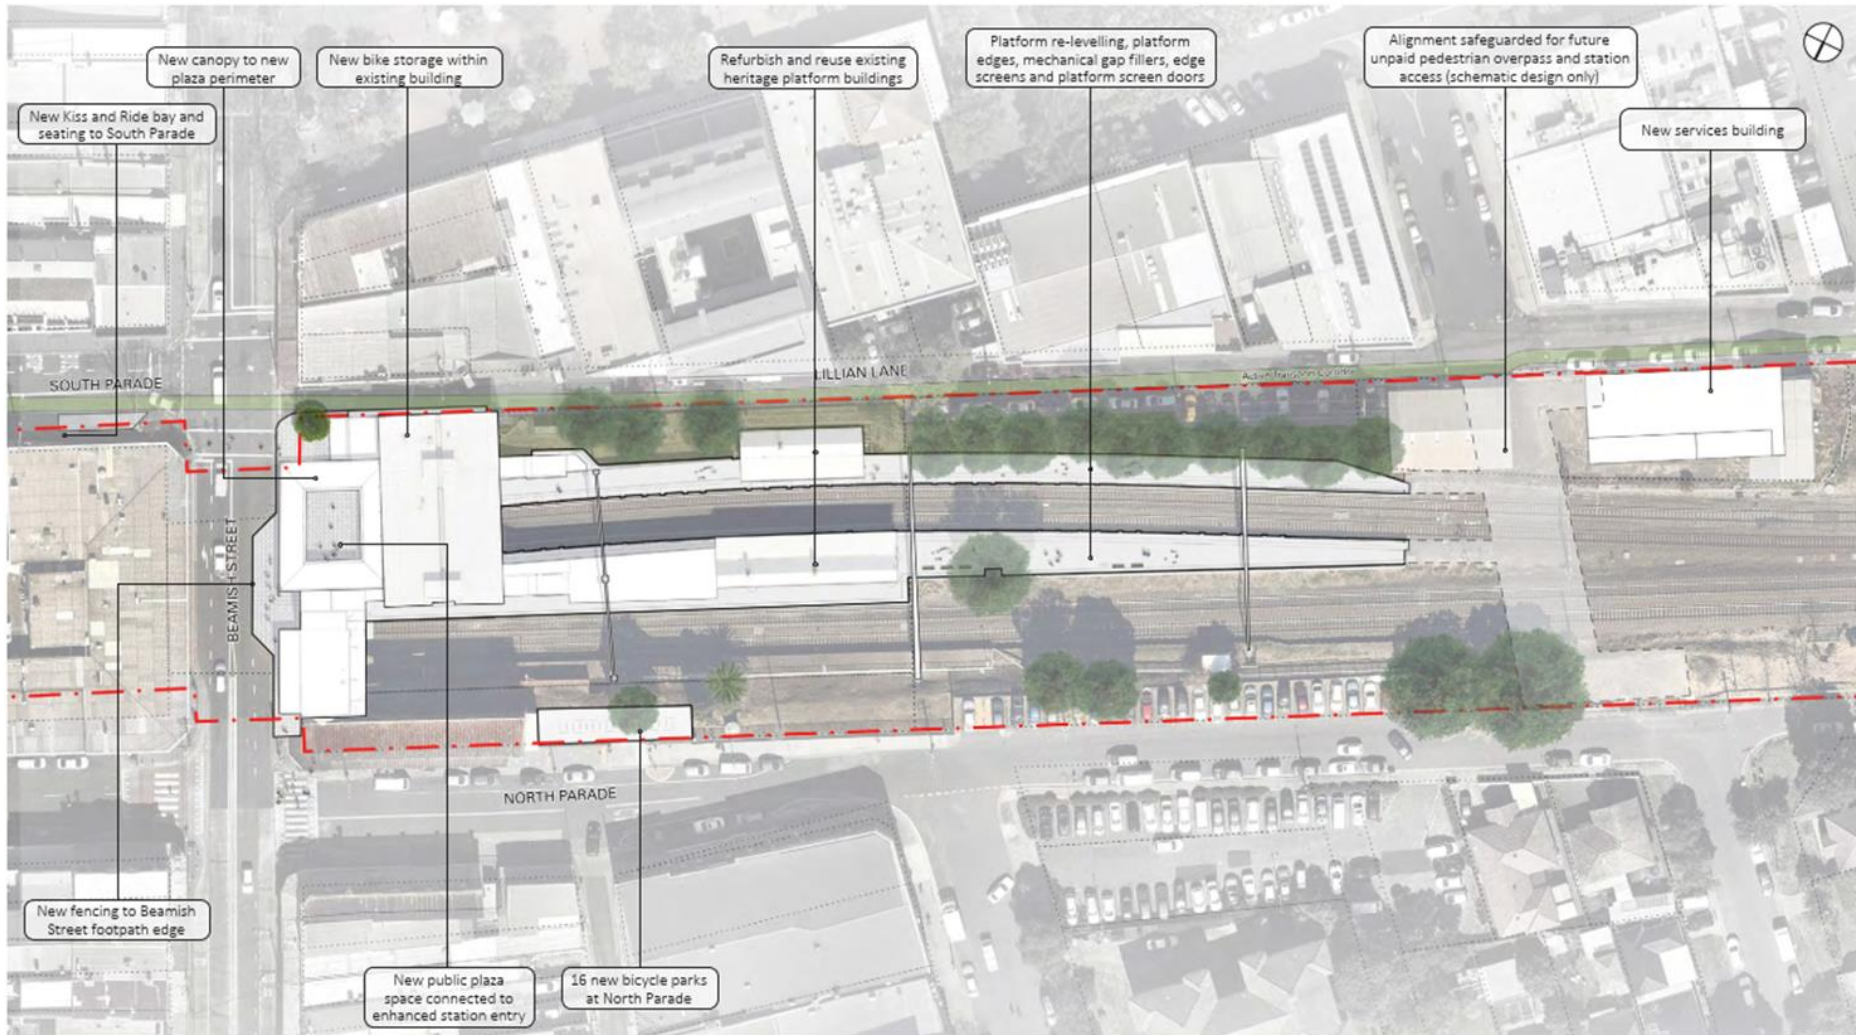 New canopy to new
plaza perimeter
New bike storage within
existing building
Refurbish and reuse existing
heritage platform buildings
Platform re-levelling, platform
edges, mechanical gap fillers, edge
screens and platform screen doors
Alignment safeguarded for future
unpaid pedestrian overpass and station
access (schematic design only)
New Kiss and Ride bay and
seating to South Parade
New services building
SOUTH PARADE
LILLIAN LANE
Active Transport Corridor
BEAMISH STREET
NORTH PARADE
New fencing to Beamish
Street footpath edge
New public plaza
space connected to
enhanced station entry
16 new bicycle parks
at North Parade